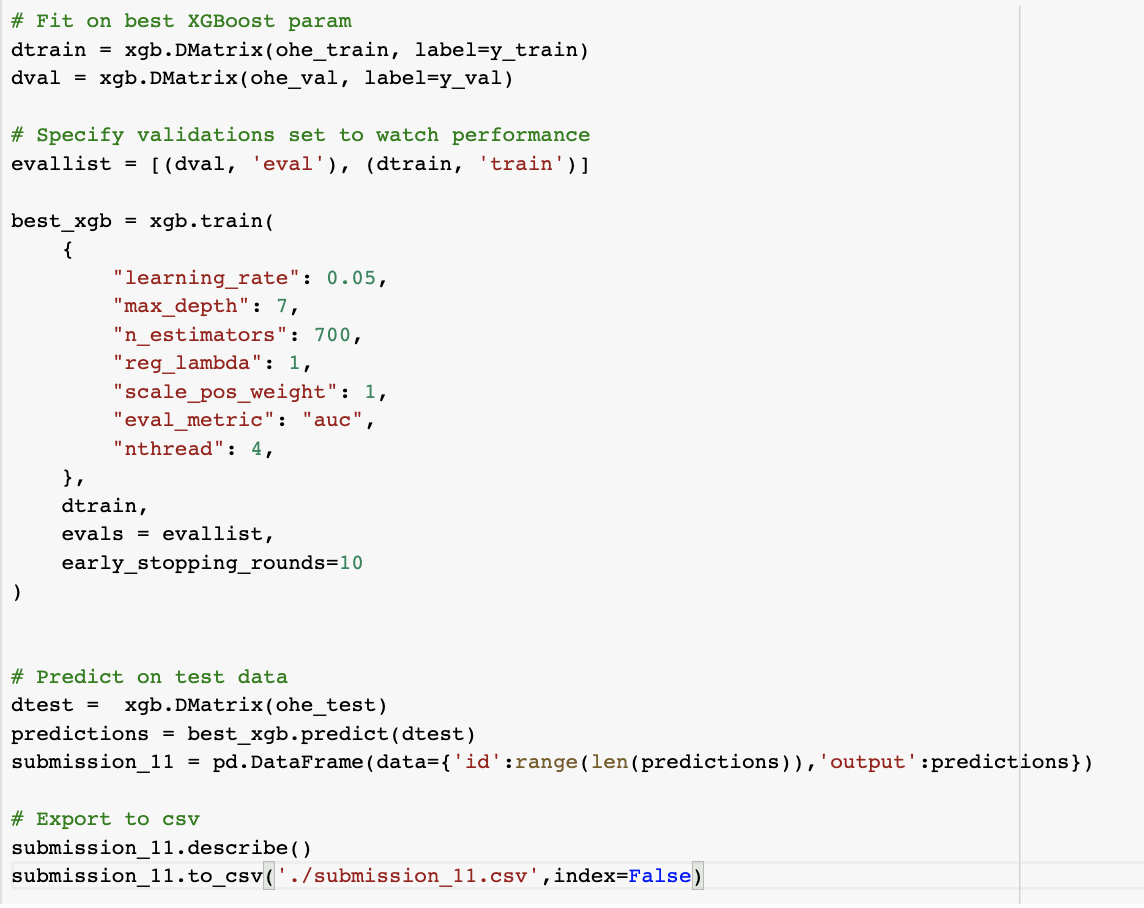 # Fit on best XGBoost param
dtrain = xgb.DMatrix(ohe_train, label=y_train)
dval = xgb.DMatrix(ohe_val, label=y_val)
# Specify validations set to watch performance
evallist = [(dval, 'eval'), (dtrain, 'train')]
best_xgb = xgb.train(
    {
        "learning_rate": 0.05,
        "max_depth": 7,
        "n_estimators": 700,
        "reg_lambda": 1,
        "scale_pos_weight": 1,
        "eval_metric": "auc",
        "nthread": 4,
    },
    dtrain,
    evals = evallist,
    early_stopping_rounds=10
)
# Predict on test data
dtest =  xgb.DMatrix(ohe_test)
predictions = best_xgb.predict(dtest)
submission_11 = pd.DataFrame(data={'id':range(len(predictions)),'output':predictions})
# Export to csv
submission_11.describe()
submission_11.to_csv('./submission_11.csv',index=False)